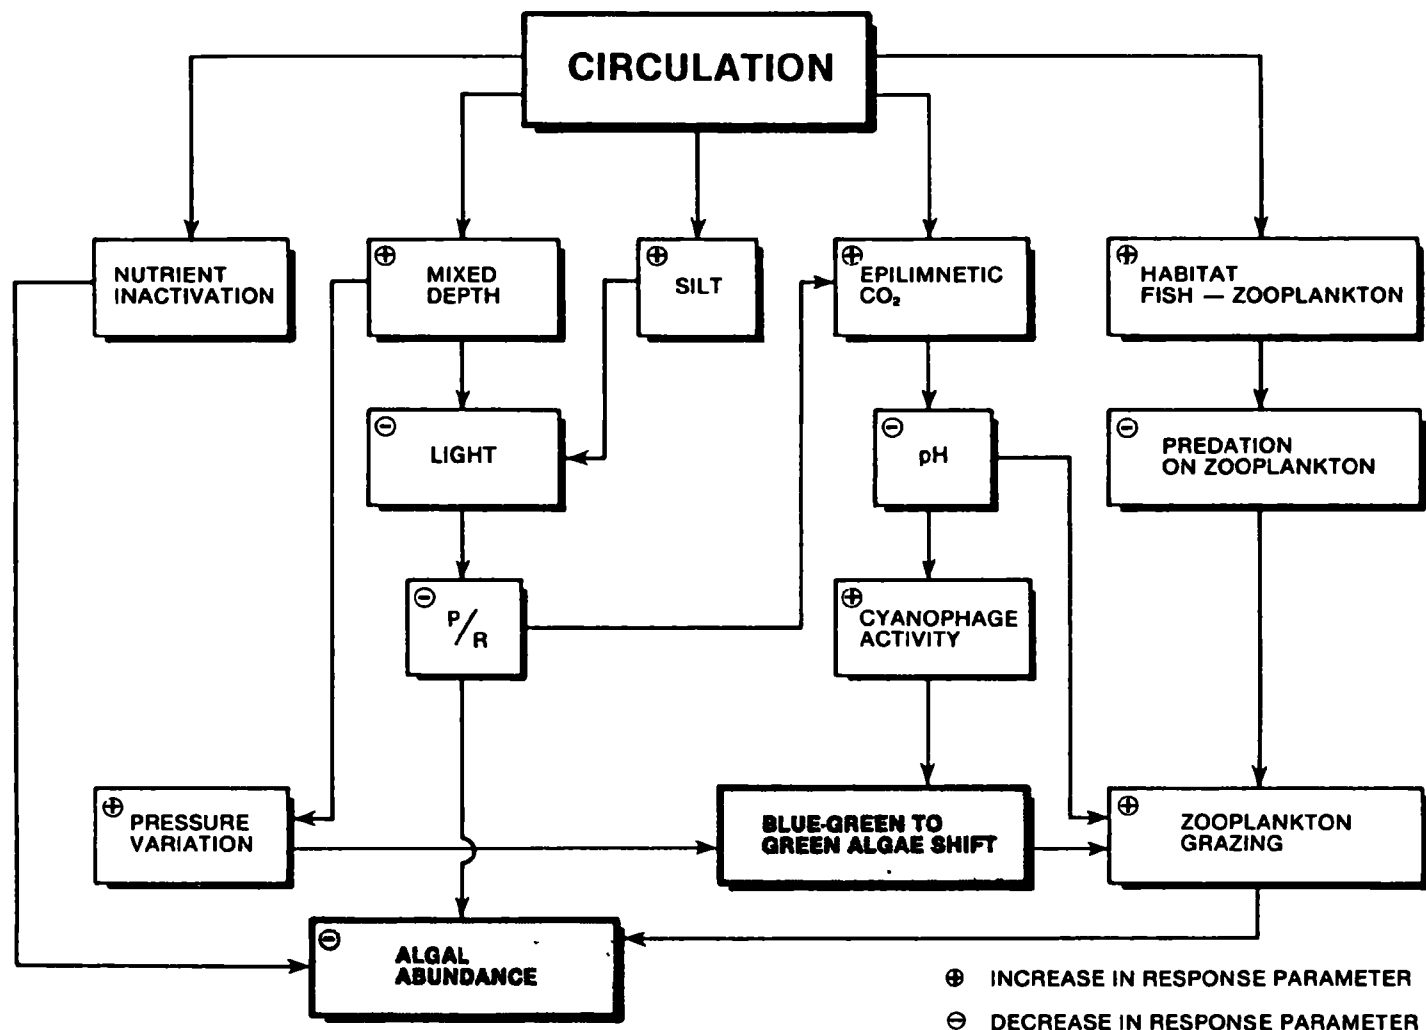 CIRCULATION
NUTRIENT
INACTIVATION
⊕ MIXED
DEPTH
⊕ SILT
⊕ EPILIMNETIC
CO₂
⊕ HABITAT
FISH — ZOOPLANKTON
⊖ LIGHT
⊖ pH
⊖ PREDATION
ON ZOOPLANKTON
⊖ P/R
⊕ CYANOPHAGE
ACTIVITY
⊕ PRESSURE
VARIATION
BLUE-GREEN TO
GREEN ALGAE SHIFT
⊕ ZOOPLANKTON
GRAZING
⊖ ALGAL
ABUNDANCE
⊕ INCREASE IN RESPONSE PARAMETER
⊖ DECREASE IN RESPONSE PARAMETER